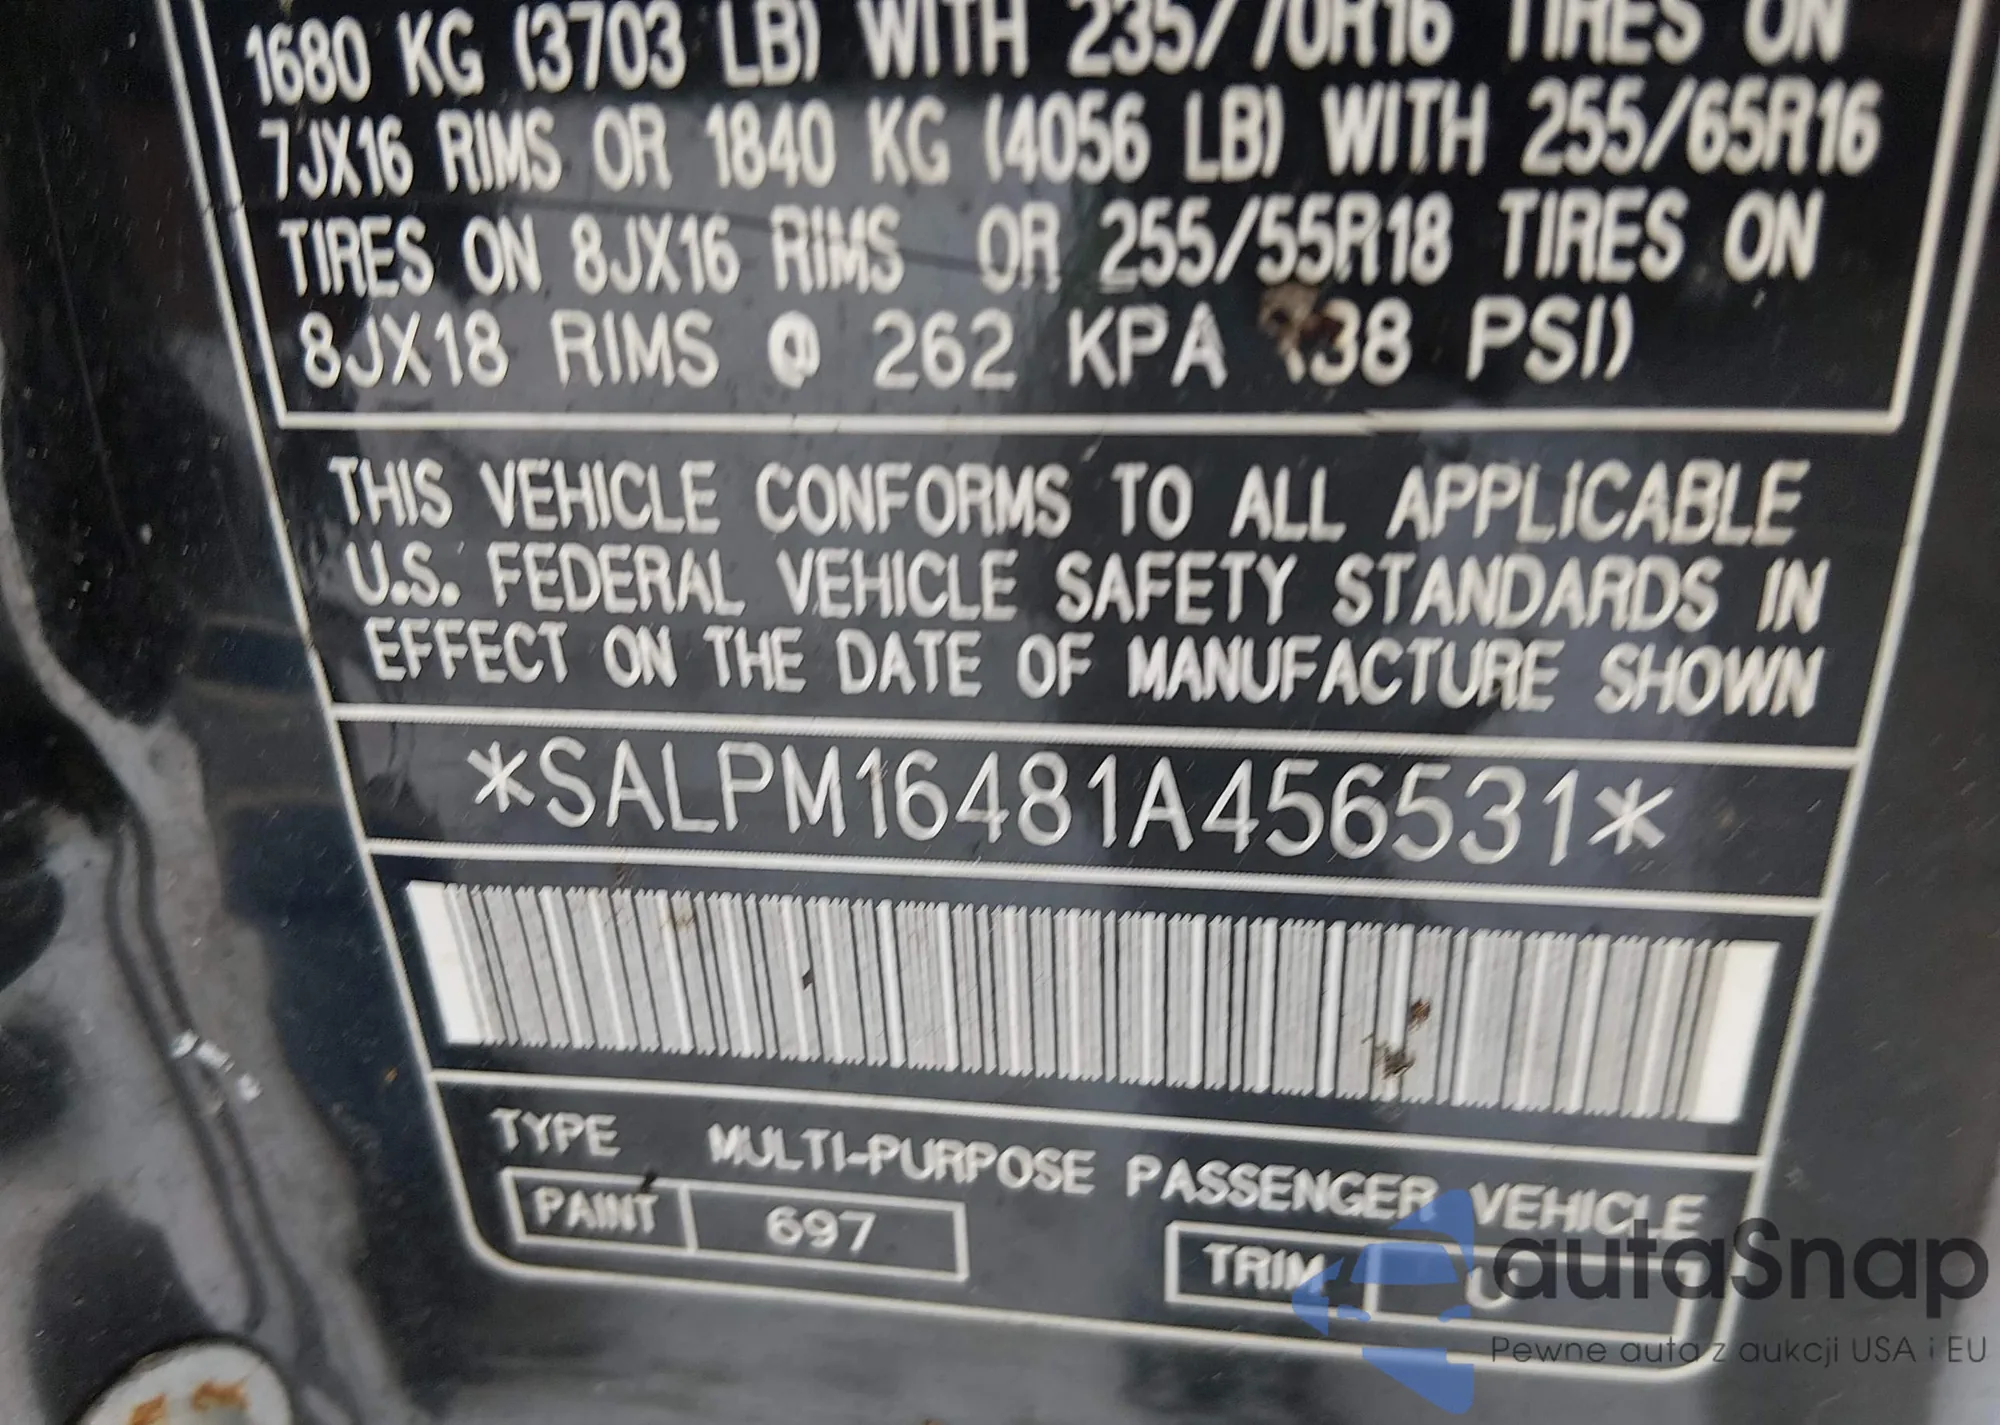 1680 KG (3703 LB) WITH 235/70R16 TIRES ON
7JX16 RIMS OR 1840 KG (4056 LB) WITH 255/65R16
TIRES ON 8JX16 RIMS OR 255/55R18 TIRES ON
8JX18 RIMS @ 262 KPA (38 PSI)
THIS VEHICLE CONFORMS TO ALL APPLICABLE
U.S. FEDERAL VEHICLE SAFETY STANDARDS IN
EFFECT ON THE DATE OF MANUFACTURE SHOWN
*SALPM16481A456531*
TYPE MULTI-PURPOSE PASSENGER VEHICLE
PAINT 697
TRIM
autaSnap
Pewne auta z aukcji USA i EU